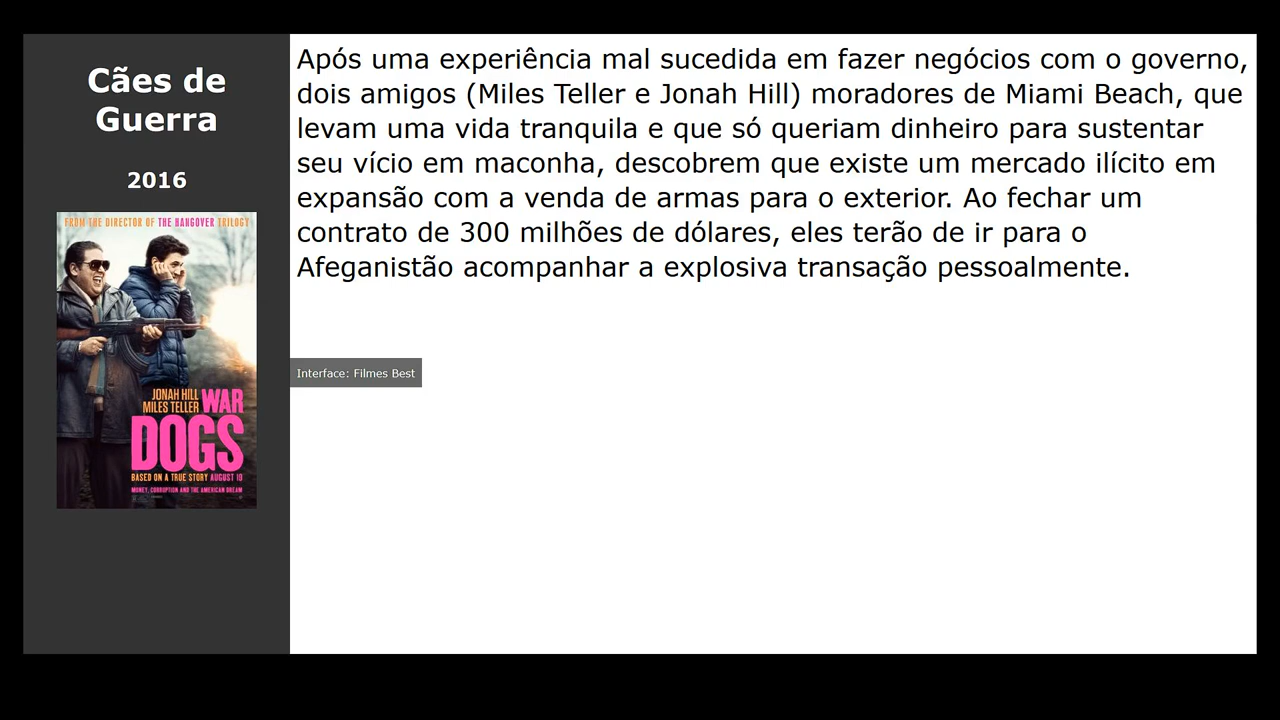 Cães de
Guerra
2016
FROM THE DIRECTOR OF THE HANGOVER TRILOGY
JONAH HILL
MILES TELLER
WAR
DOGS
BASED ON A TRUE STORY AUGUST 19
MONEY, CORRUPTION AND THE AMERICAN DREAM
Após uma experiência mal sucedida em fazer negócios com o governo,
dois amigos (Miles Teller e Jonah Hill) moradores de Miami Beach, que
levam uma vida tranquila e que só queriam dinheiro para sustentar
seu vício em maconha, descobrem que existe um mercado ilícito em
expansão com a venda de armas para o exterior. Ao fechar um
contrato de 300 milhões de dólares, eles terão de ir para o
Afeganistão acompanhar a explosiva transação pessoalmente.
Interface: Filmes Best